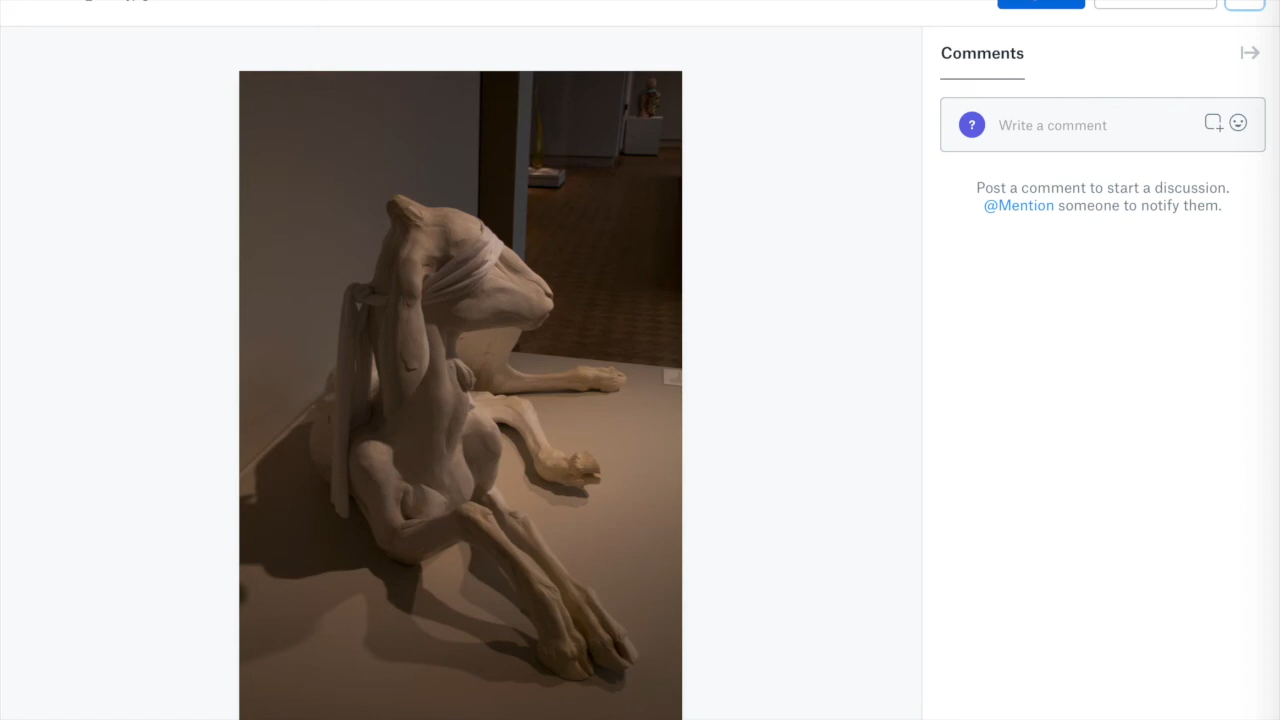 Comments
? Write a comment
Post a comment to start a discussion.
@Mention someone to notify them.